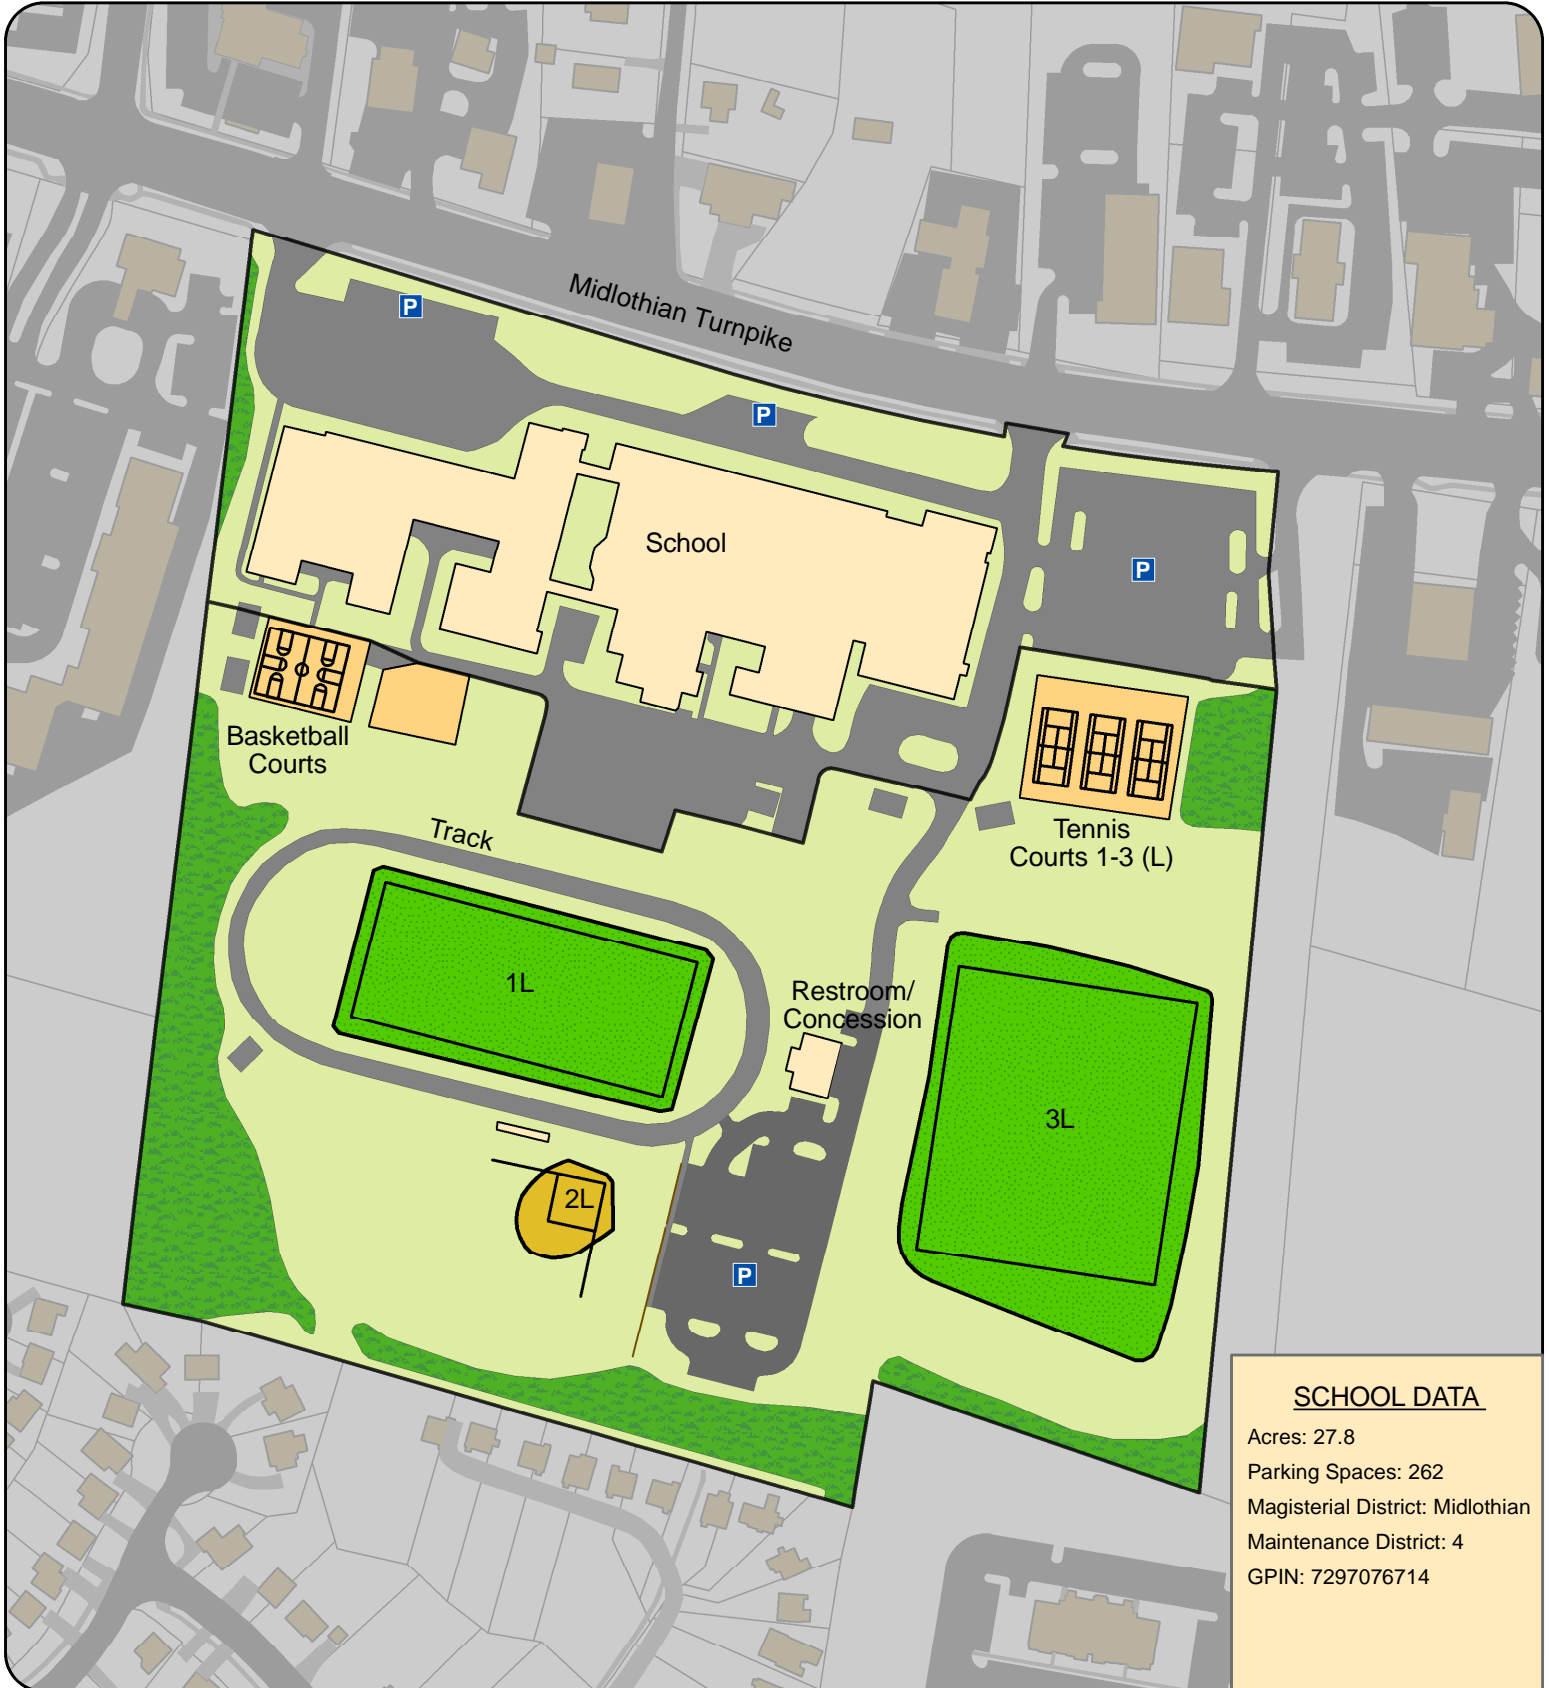 P
Midlothian Turnpike
P
School
P
Basketball
Courts
Track
Tennis
Courts 1-3 (L)
1L
Restroom/
Concession
3L
2L
P
SCHOOL DATA
Acres: 27.8
Parking Spaces: 262
Magisterial District: Midlothian
Maintenance District: 4
GPIN: 7297076714